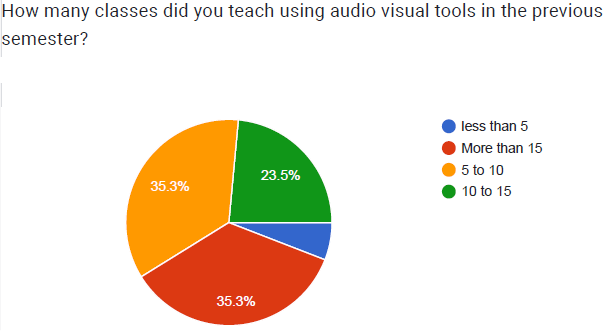 How many classes did you teach using audio visual tools in the previous
semester?
less than 5
More than 15
5 to 10
10 to 15
23.5%
35.3%
35.3%